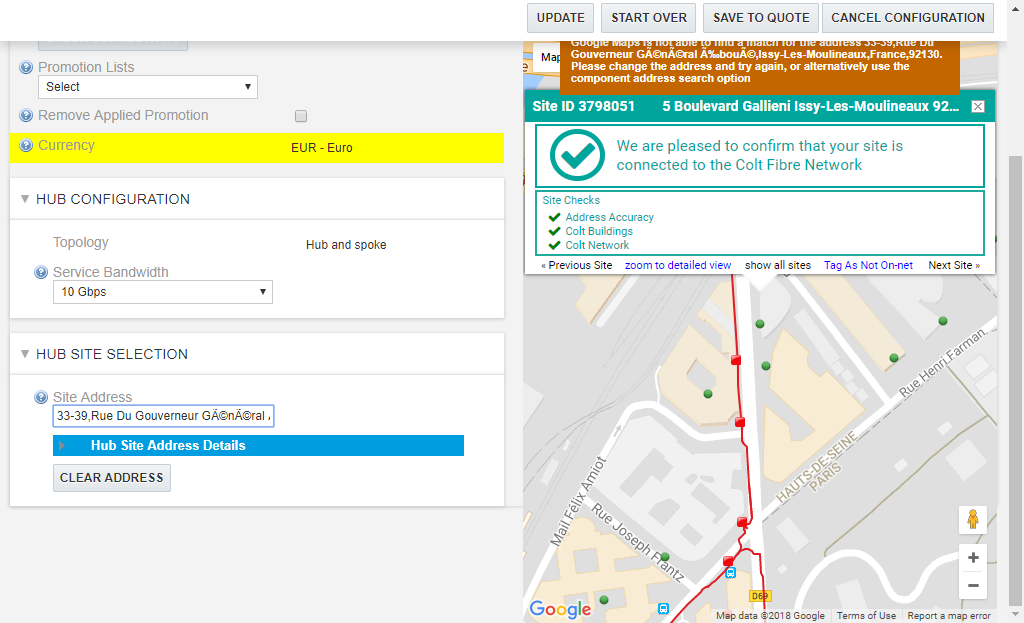 UPDATE
START OVER
SAVE TO QUOTE
CANCEL CONFIGURATION
Promotion Lists
Select
Remove Applied Promotion
Currency
EUR - Euro
HUB CONFIGURATION
Topology
Hub and spoke
Service Bandwidth
10 Gbps
HUB SITE SELECTION
Site Address
33-39,Rue Du Gouverneur GÃ©nÃ©ral
Hub Site Address Details
CLEAR ADDRESS
Map
Google Maps is not able to find a match for the address 33-39,Rue Du
Gouverneur GÃ©nÃ©ral Ã‰bouÃ©,Issy-Les-Moulineaux,France,92130.
Please change the address and try again, or alternatively use the
component address search option
Site ID 3798051
5 Boulevard Gallieni Issy-Les-Moulineaux 92...
We are pleased to confirm that your site is
connected to the Colt Fibre Network
Site Checks
Address Accuracy
Colt Buildings
Colt Network
« Previous Site
zoom to detailed view
show all sites
Tag As Not On-net
Next Site »
Rue Henri Farman
HAUTS-DE-SEINE
PARIS
Mail Félix Amiot
Rue Joseph Frantz
D69
Google
Map data ©2018 Google
Terms of Use
Report a map error